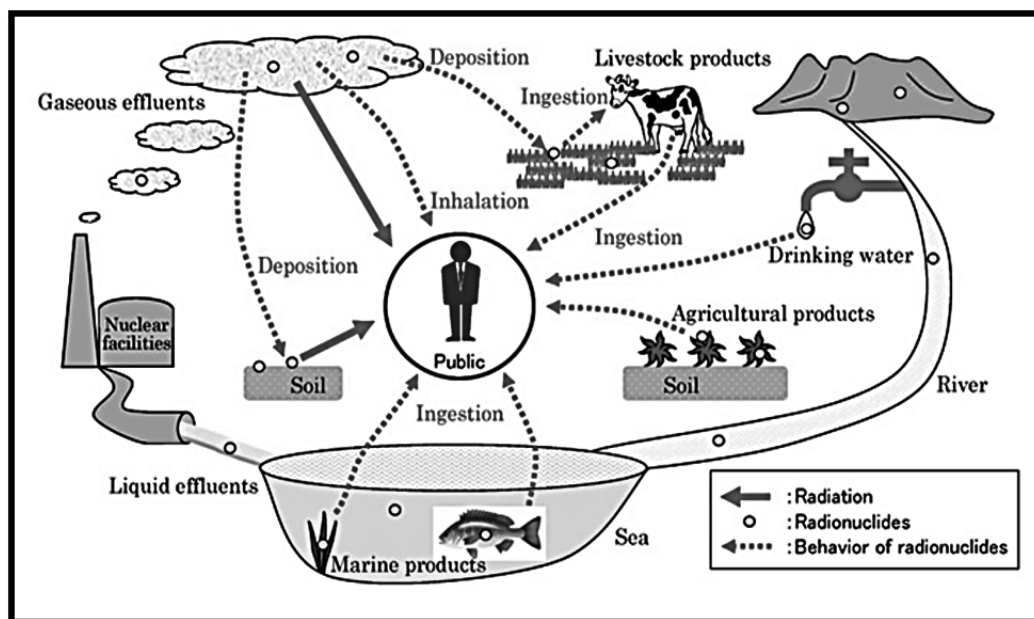 Deposition
Livestock products
Gaseous effluents
Ingestion
Inhalation
Ingestion
Drinking water
Deposition
Agricultural products
Nuclear
facilities
Public
Soil
Soil
River
Ingestion
Liquid effluents
Sea
Marine products
:Radiation
:Radionuclides
:Behavior of radionuclides